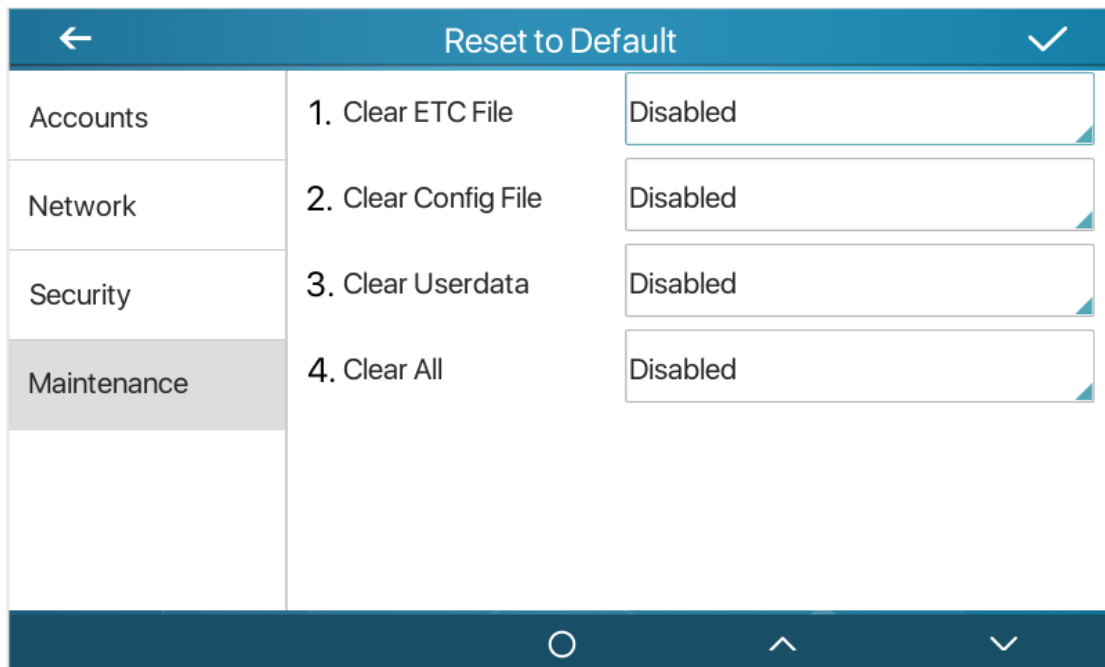 Reset to Default
Accounts
Network
Security
Maintenance
1. Clear ETC File Disabled
2. Clear Config File Disabled
3. Clear Userdata Disabled
4. Clear All Disabled